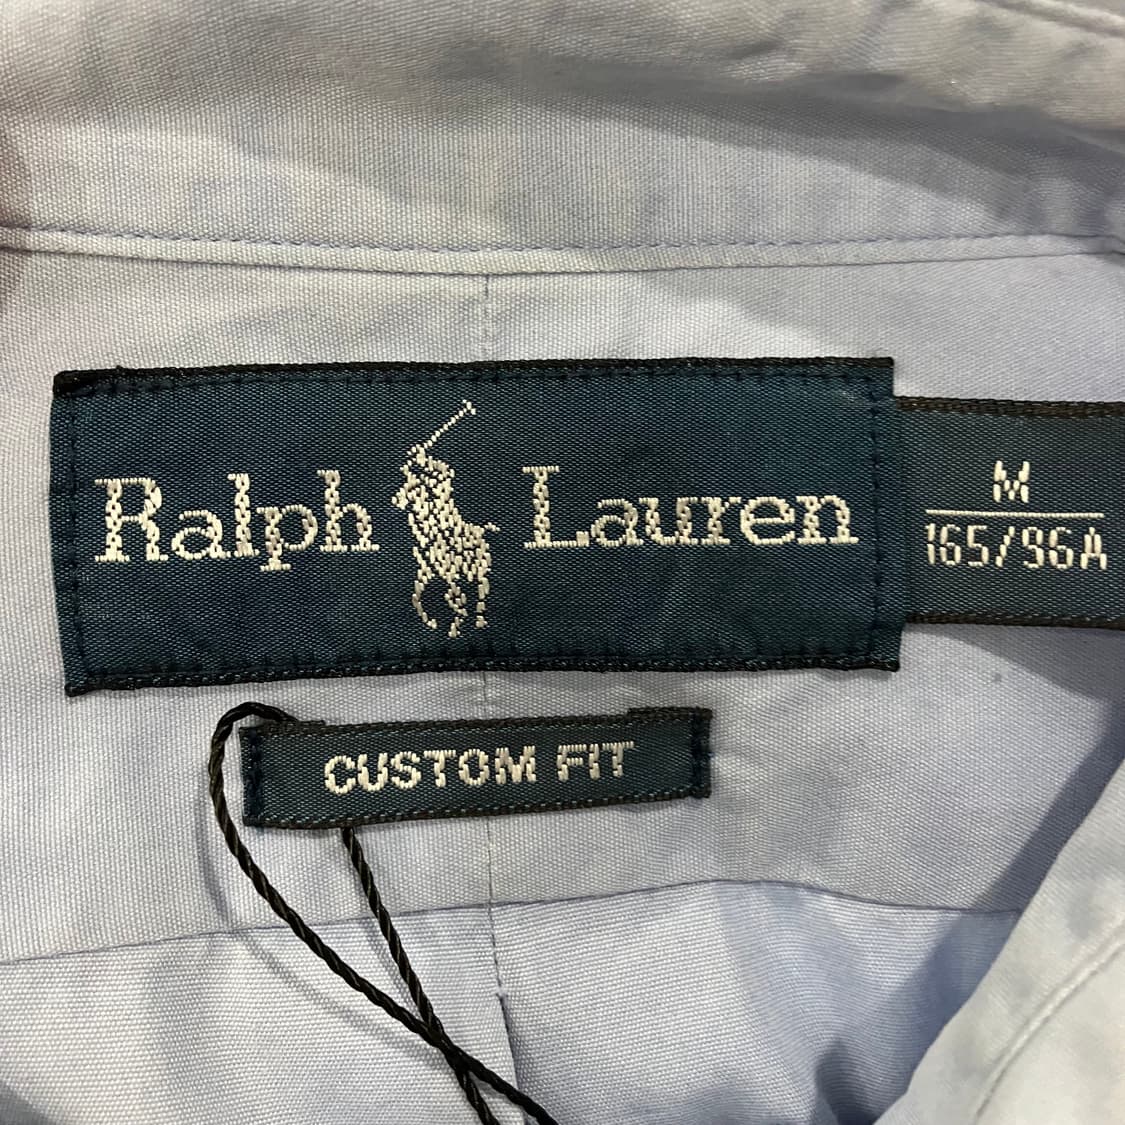 Ralph Lauren
M
165/96A
CUSTOM FIT